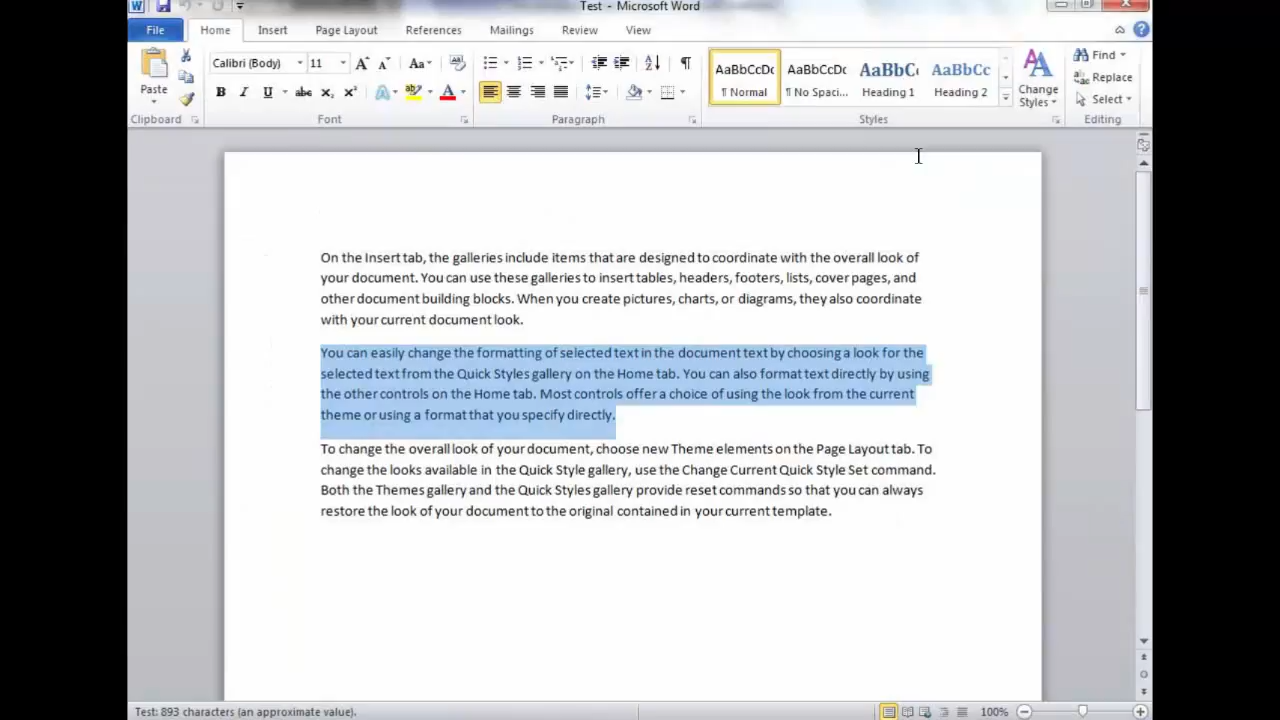 Test - Microsoft Word
File Home Insert Page Layout References Mailings Review View
Paste
Clipboard
Calibri (Body) 11
Aa
B I U abc X₂ X²
A ab A
Font
Paragraph
AaBbCcDc AaBbCcDc AaBbC AaBbCc
¶ Normal ¶ No Spaci... Heading 1 Heading 2
Styles
Change
Styles
Find
Replace
Select
Editing
On the Insert tab, the galleries include items that are designed to coordinate with the overall look of
your document. You can use these galleries to insert tables, headers, footers, lists, cover pages, and
other document building blocks. When you create pictures, charts, or diagrams, they also coordinate
with your current document look.
You can easily change the formatting of selected text in the document text by choosing a look for the
selected text from the Quick Styles gallery on the Home tab. You can also format text directly by using
the other controls on the Home tab. Most controls offer a choice of using the look from the current
theme or using a format that you specify directly.
To change the overall look of your document, choose new Theme elements on the Page Layout tab. To
change the looks available in the Quick Style gallery, use the Change Current Quick Style Set command.
Both the Themes gallery and the Quick Styles gallery provide reset commands so that you can always
restore the look of your document to the original contained in your current template.
Test: 893 characters (an approximate value).
100%